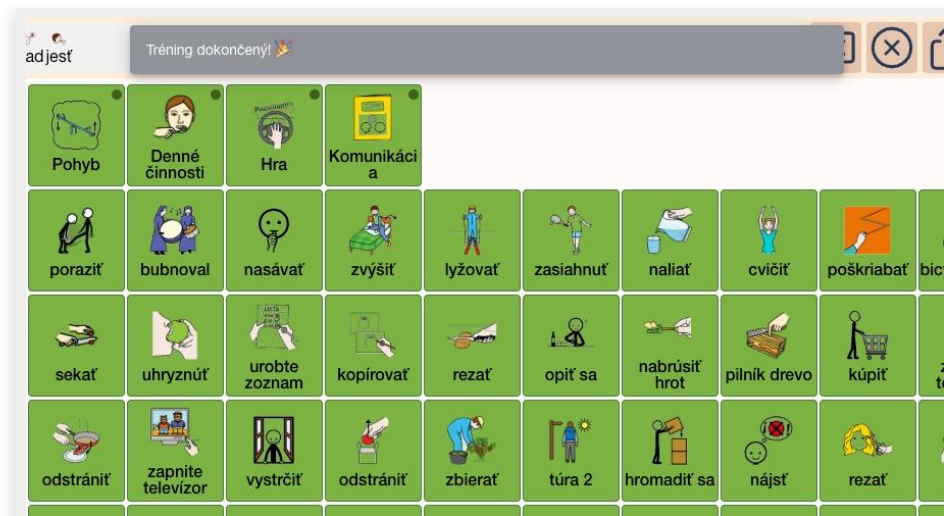 ad jesť
Tréning dokončený! 🎉
Pohyb
Denné
činnosti
Hra
Komunikáci
a
poraziť
bubnoval
nasávať
zvýšiť
lyžovať
zasiahnuť
naliať
cvičiť
poškriabať
sekať
uhryznúť
urobte
zoznam
kopírovať
rezať
opiť sa
nabrúsiť
hrot
pilník drevo
kúpiť
odstrániť
zapnite
televízor
vystrčiť
odstrániť
zbierať
túra 2
hromadiť sa
nájsť
rezať